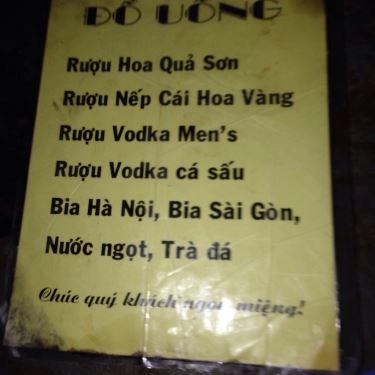 ĐỒ UỐNG
Rượu Hoa Quả Sơn
Rượu Nếp Cái Hoa Vàng
Rượu Vodka Men's
Rượu Vodka cá sấu
Bia Hà Nội, Bia Sài Gòn,
Nước ngọt, Trà đá
Chúc quý khách ngon miệng!